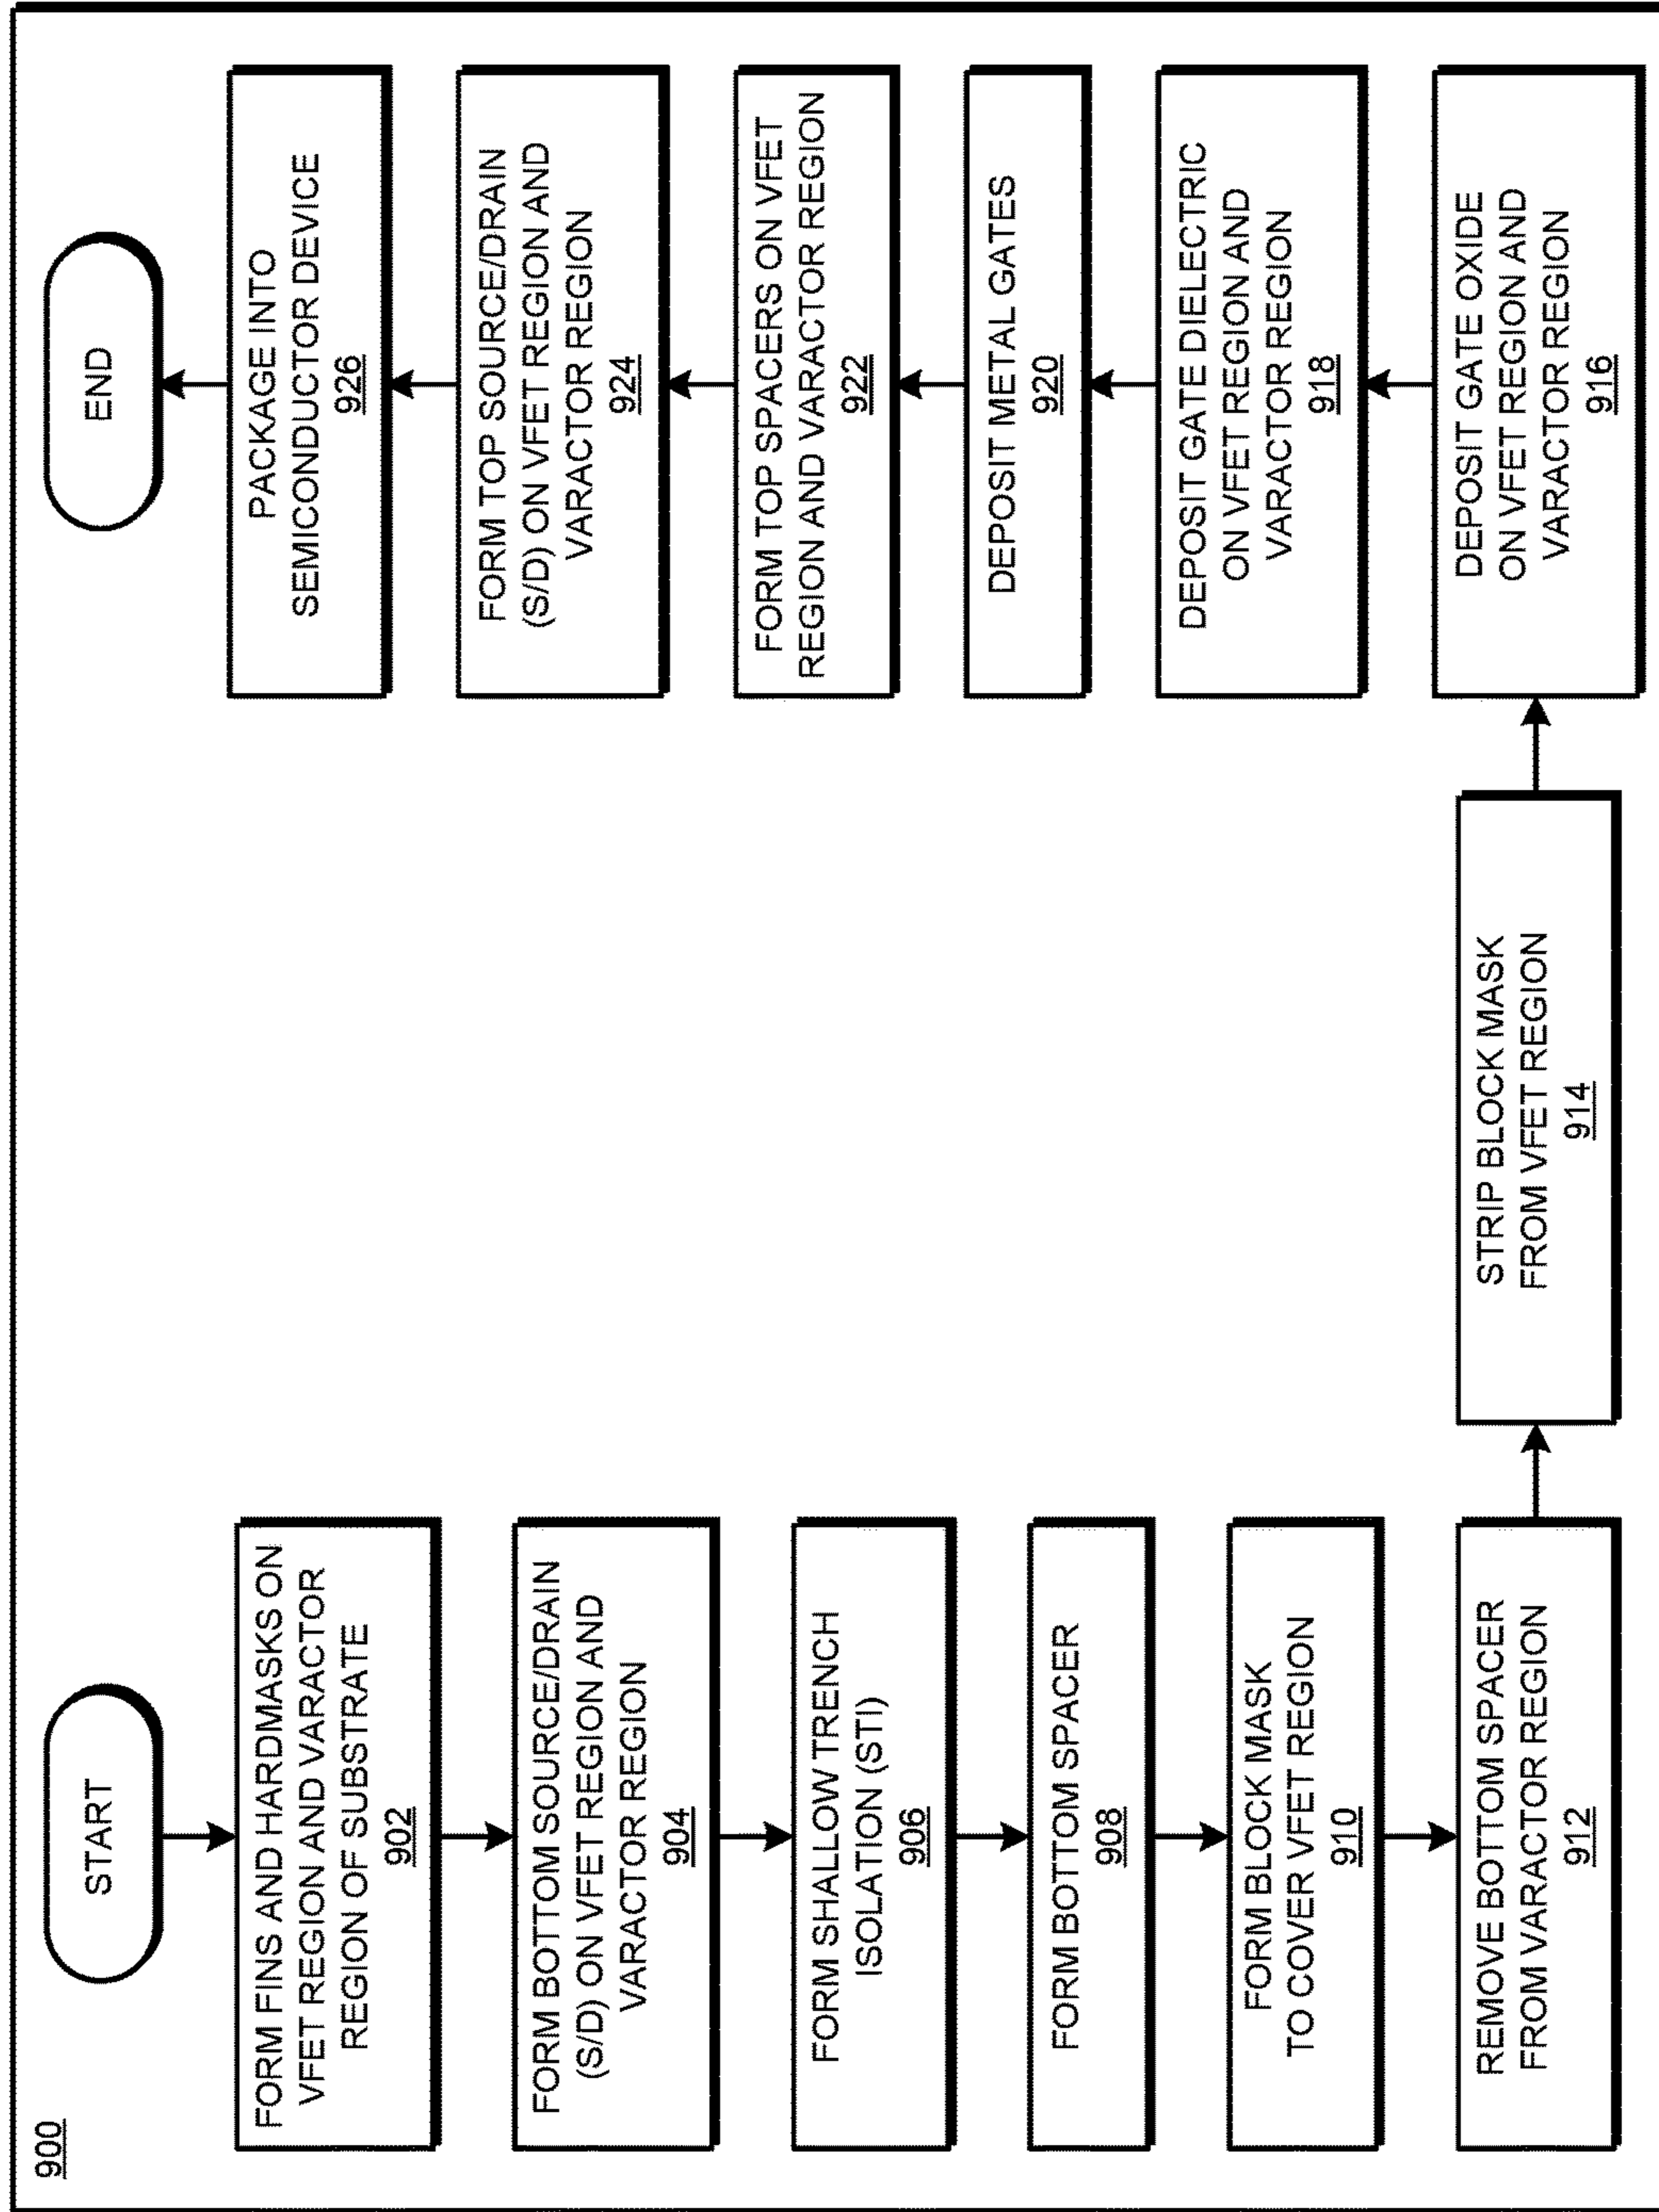 900
START
FORM FINS AND HARDMASKS ON
VFET REGION AND VARACTOR
REGION OF SUBSTRATE
902
FORM BOTTOM SOURCE/DRAIN
(S/D) ON VFET REGION AND
VARACTOR REGION
904
FORM SHALLOW TRENCH
ISOLATION (STI)
906
FORM BOTTOM SPACER
908
FORM BLOCK MASK
TO COVER VFET REGION
910
REMOVE BOTTOM SPACER
FROM VARACTOR REGION
912
STRIP BLOCK MASK
FROM VFET REGION
914
DEPOSIT GATE OXIDE
ON VFET REGION AND
VARACTOR REGION
916
DEPOSIT GATE DIELECTRIC
ON VFET REGION AND
VARACTOR REGION
918
DEPOSIT METAL GATES
920
FORM TOP SPACERS ON VFET
REGION AND VARACTOR REGION
922
FORM TOP SOURCE/DRAIN
(S/D) ON VFET REGION AND
VARACTOR REGION
924
PACKAGE INTO
SEMICONDUCTOR DEVICE
926
END